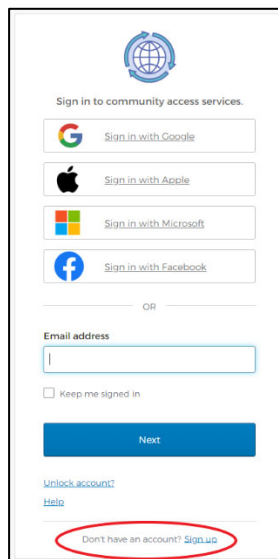 Sign in to community access services.
Sign in with Google
Sign in with Apple
Sign in with Microsoft
Sign in with Facebook
OR
Email address
Keep me signed in
Next
Unlock account?
Help
Don't have an account? Sign up